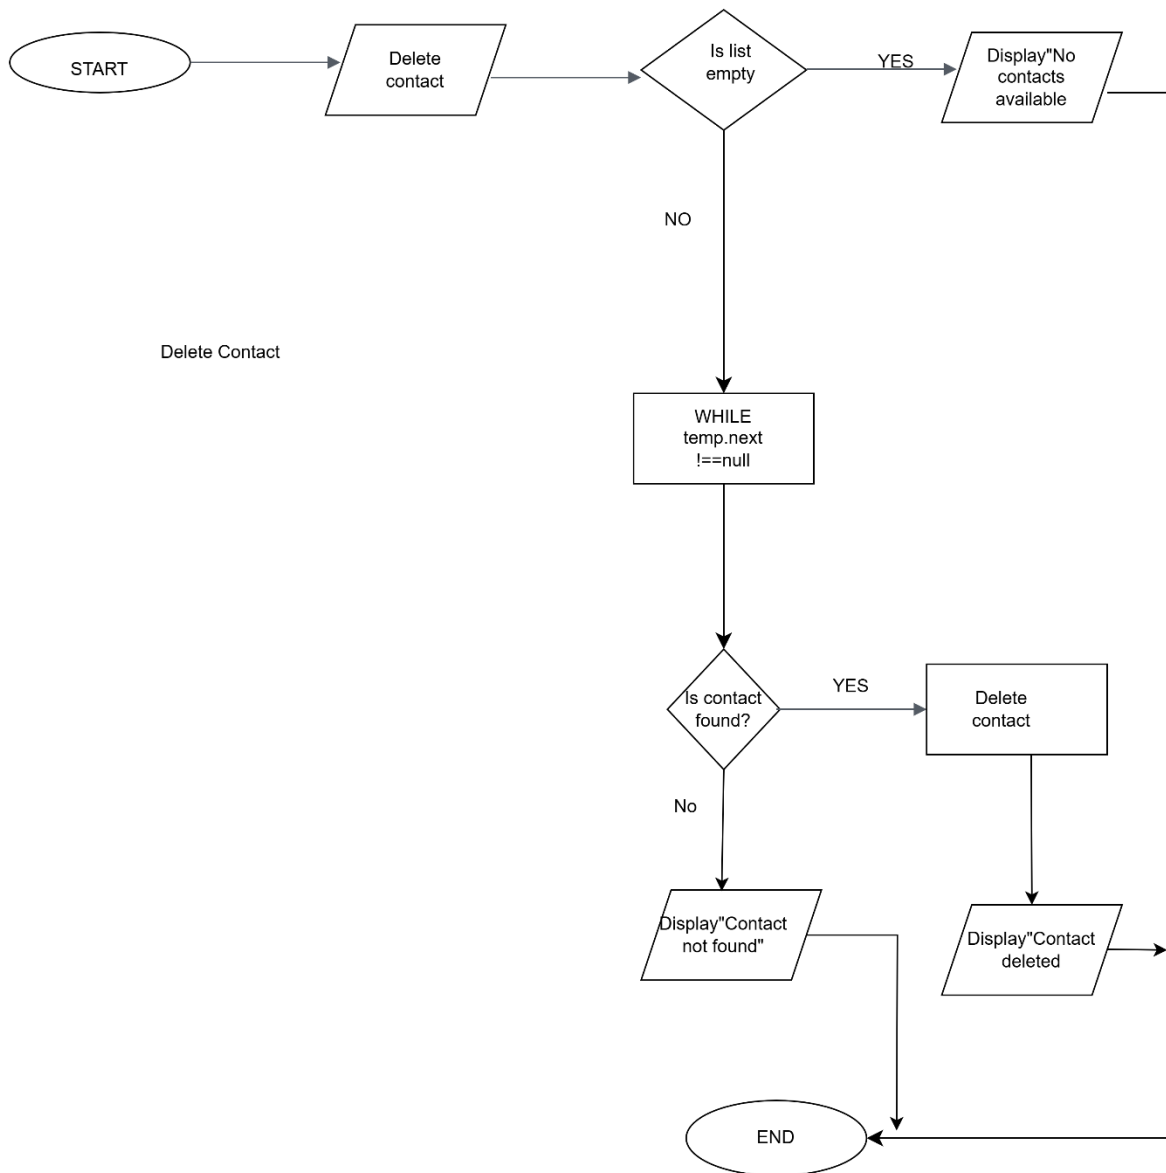 START
Delete
contact
Is list
empty
YES
Display"No
contacts
available
NO
Delete Contact
WHILE
temp.next
!==null
Is contact
found?
YES
Delete
contact
No
Display"Contact
not found"
Display"Contact
deleted
END